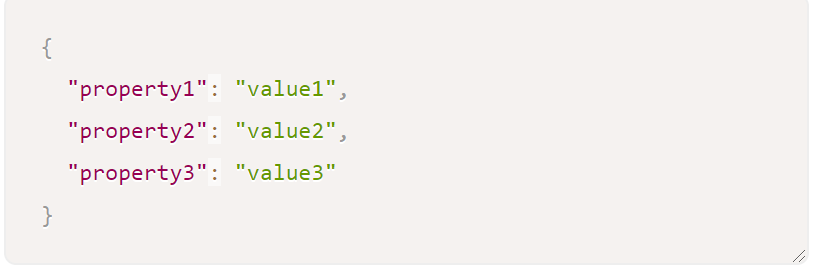 {
"property1": "value1",
"property2": "value2",
"property3": "value3"
}